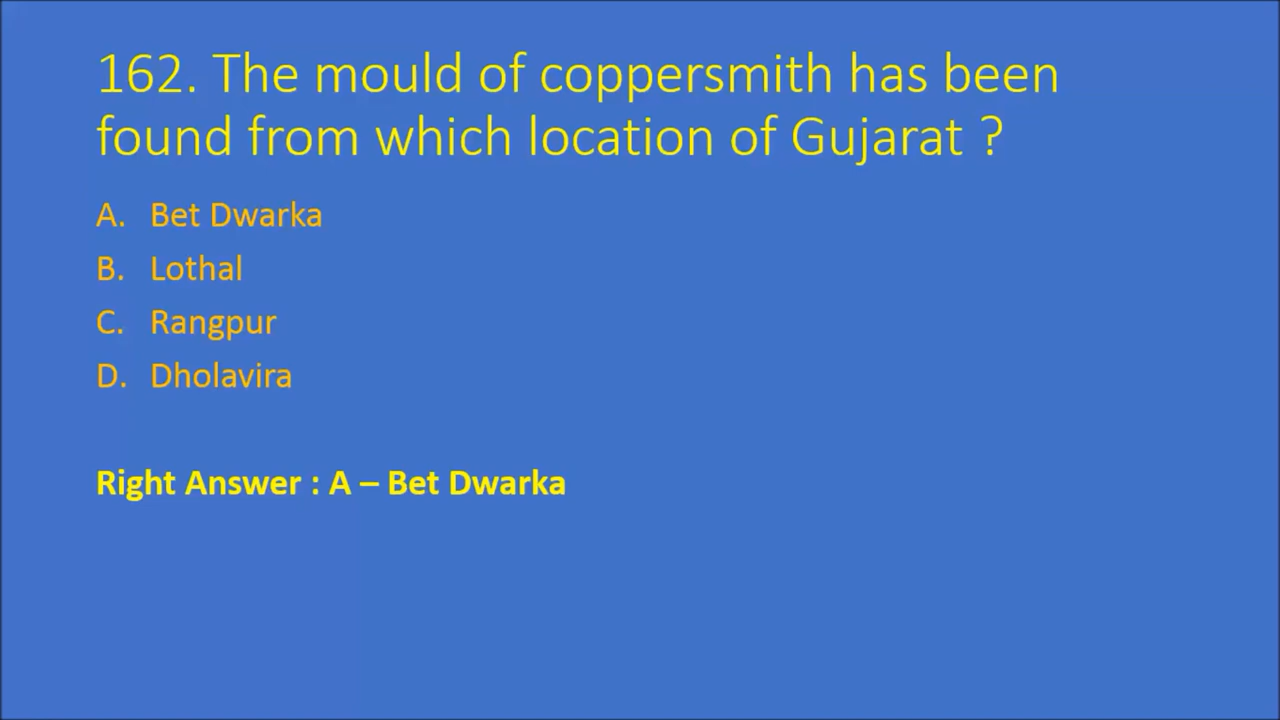 162. The mould of coppersmith has been
found from which location of Gujarat ?
A. Bet Dwarka
B. Lothal
C. Rangpur
D. Dholavira
Right Answer : A – Bet Dwarka